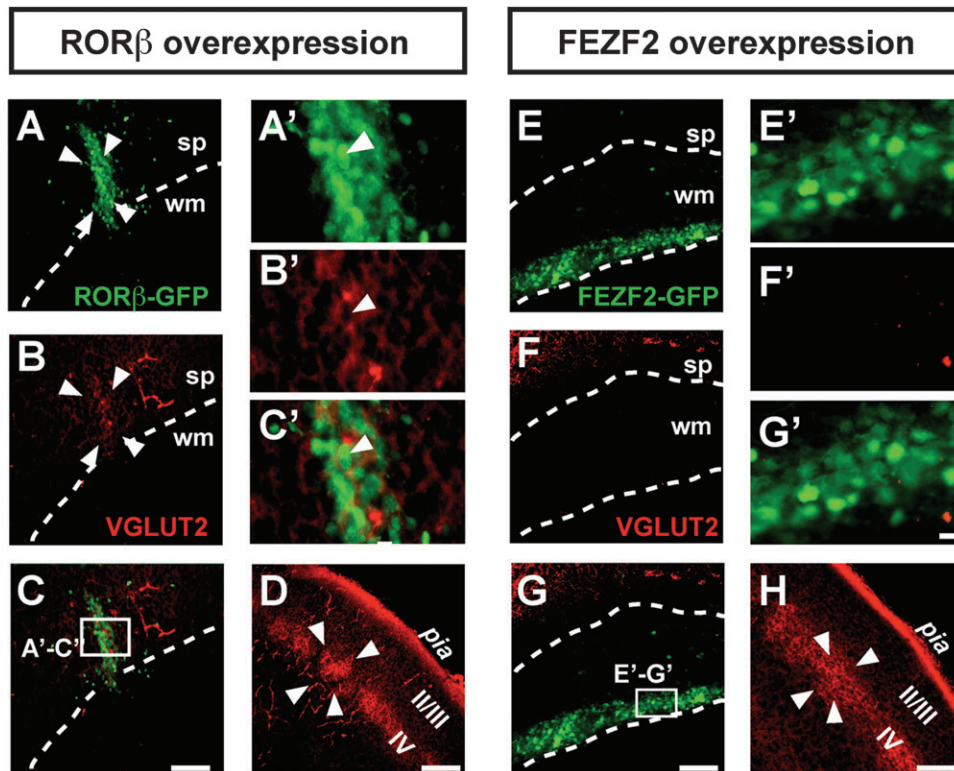 RORβ overexpression
FEZF2 overexpression
A
sp
wm
RORβ-GFP
A’
B’
C’
B
sp
wm
VGLUT2
C
A’-C’
D
pia
II/III
IV
E
sp
wm
FEZF2-GFP
E’
F’
G’
F
sp
wm
VGLUT2
G
E’-G’
H
pia
II/III
IV